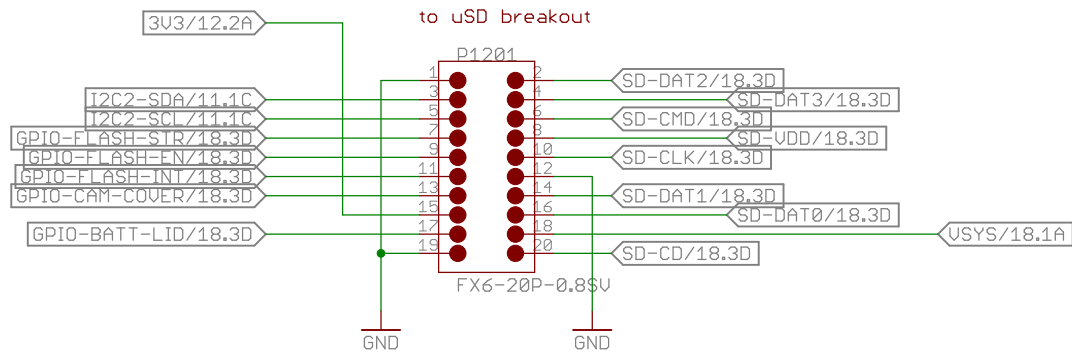 to uSD breakout
3V3/12.2A
P1201
1 2 SD-DAT2/18.3D
I2C2-SDA/11.1C 3 4 SD-DAT3/18.3D
I2C2-SCL/11.1C 5 6 SD-CMD/18.3D
GPIO-FLASH-STR/18.3D 7 8 SD-VDD/18.3D
GPIO-FLASH-EN/18.3D 9 10 SD-CLK/18.3D
GPIO-FLASH-INT/18.3D 11 12
GPIO-CAM-COVER/18.3D 13 14 SD-DAT1/18.3D
15 16 SD-DAT0/18.3D
GPIO-BATT-LID/18.3D 17 18 VSYS/18.1A
19 20 SD-CD/18.3D
FX6-20P-0.8SV
GND GND